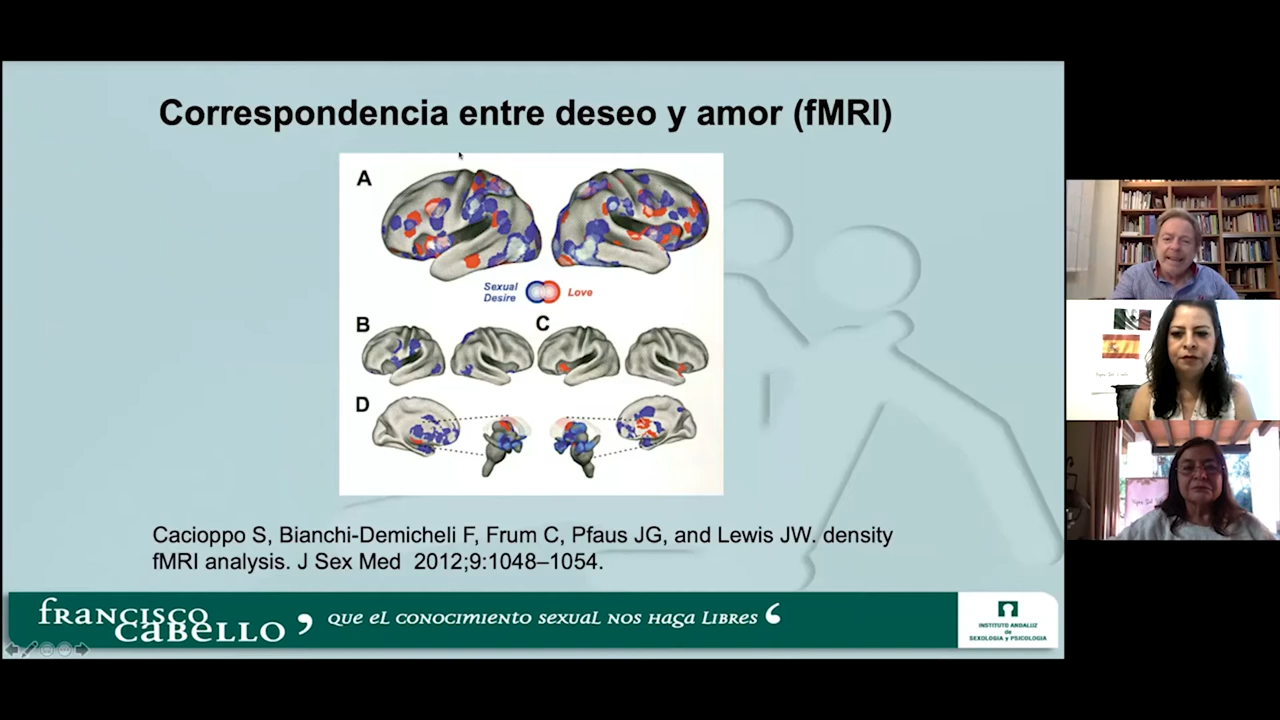 Correspondencia entre deseo y amor (fMRI)
A
Sexual
Desire
Love
B
C
D
Cacioppo S, Bianchi-Demicheli F, Frum C, Pfaus JG, and Lewis JW. density
fMRI analysis. J Sex Med 2012;9:1048–1054.
francisco
cabello
, que el conocimiento sexual nos haga libres ‘
INSTITUTO ANDALUZ
de
SEXOLOGIA y PSICOLOGIA